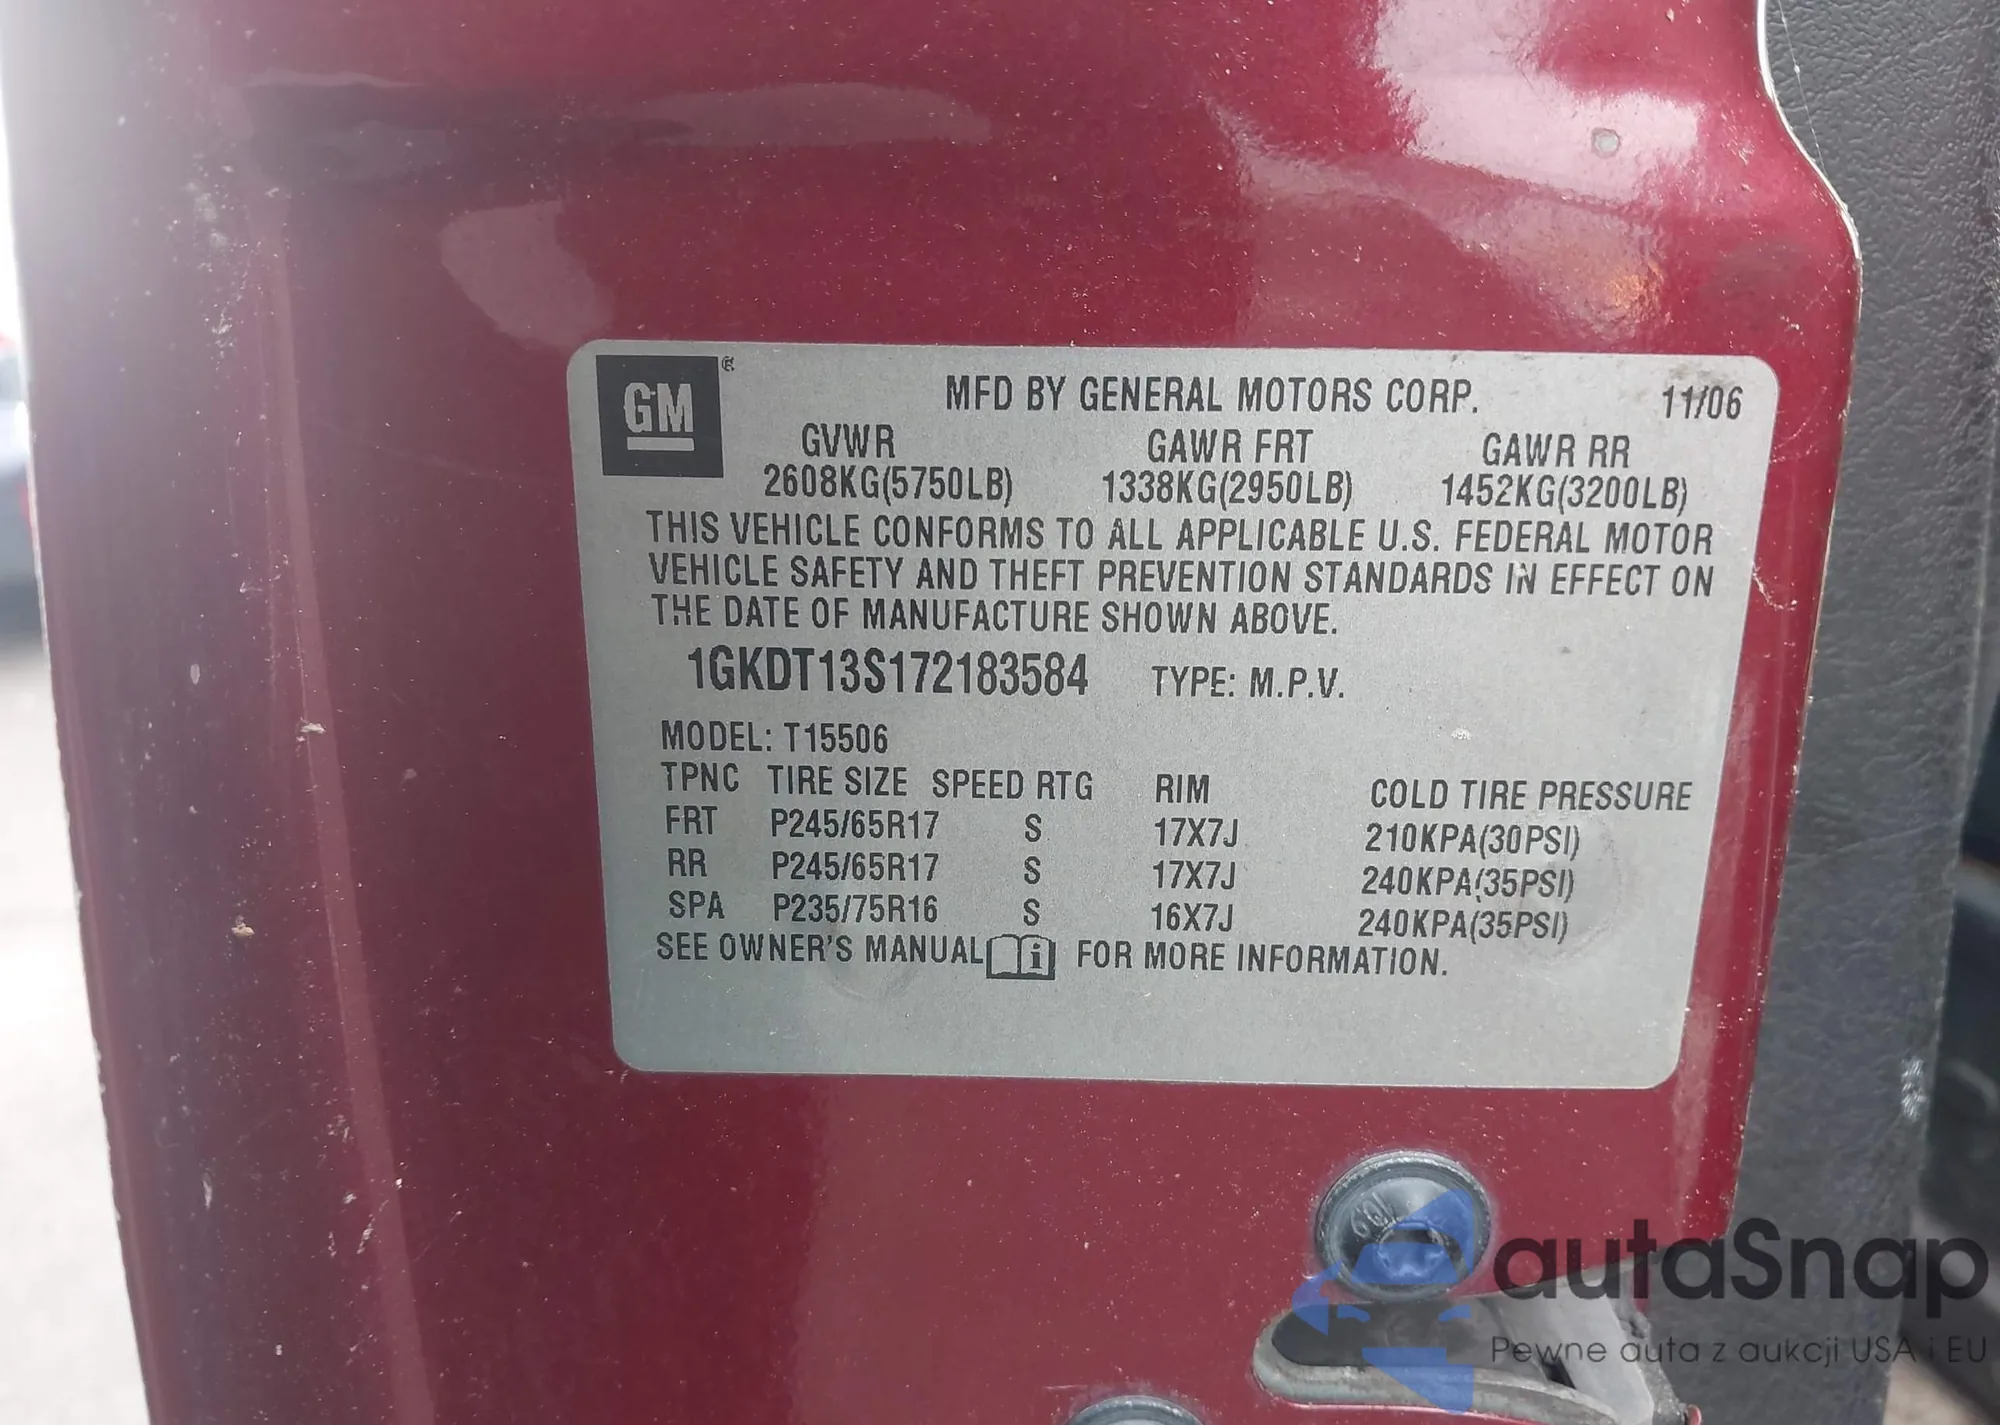 GM ®
MFD BY GENERAL MOTORS CORP. 11/06
GVWR GAWR FRT GAWR RR
2608KG(5750LB) 1338KG(2950LB) 1452KG(3200LB)
THIS VEHICLE CONFORMS TO ALL APPLICABLE U.S. FEDERAL MOTOR
VEHICLE SAFETY AND THEFT PREVENTION STANDARDS IN EFFECT ON
THE DATE OF MANUFACTURE SHOWN ABOVE.
1GKDT13S172183584 TYPE: M.P.V.
MODEL: T15506
TPNC TIRE SIZE SPEED RTG RIM COLD TIRE PRESSURE
FRT P245/65R17 S 17X7J 210KPA(30PSI)
RR P245/65R17 S 17X7J 240KPA(35PSI)
SPA P235/75R16 S 16X7J 240KPA(35PSI)
SEE OWNER'S MANUAL i FOR MORE INFORMATION.
autaSnap
Pewne auta z aukcji USA i EU